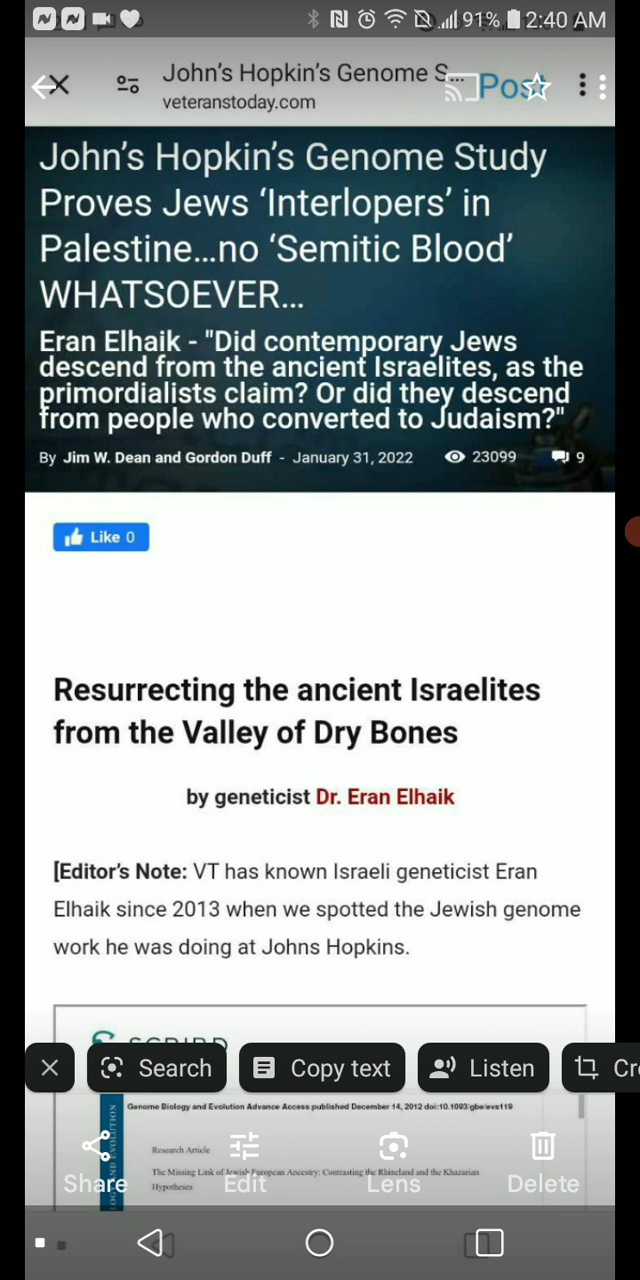 91% 2:40 AM
John's Hopkin's Genome S...
veteranstoday.com
Post
John's Hopkin's Genome Study
Proves Jews 'Interlopers' in
Palestine...no 'Semitic Blood'
WHATSOEVER...
Eran Elhaik - "Did contemporary Jews
descend from the ancient Israelites, as the
primordialists claim? Or did they descend
from people who converted to Judaism?"
By Jim W. Dean and Gordon Duff - January 31, 2022 23099 9
Like 0
Resurrecting the ancient Israelites
from the Valley of Dry Bones
by geneticist Dr. Eran Elhaik
[Editor's Note: VT has known Israeli geneticist Eran
Elhaik since 2013 when we spotted the Jewish genome
work he was doing at Johns Hopkins.
SCRIBD
Search Copy text Listen Cr
Genome Biology and Evolution Advance Access published December 14, 2012 doi:10.1093/gbe/evs119
Research Article
The Missing Link of Jewish European Ancestry: Contrasting the Rhineland and the Khazarian
Hypotheses
Share Edit Lens Delete